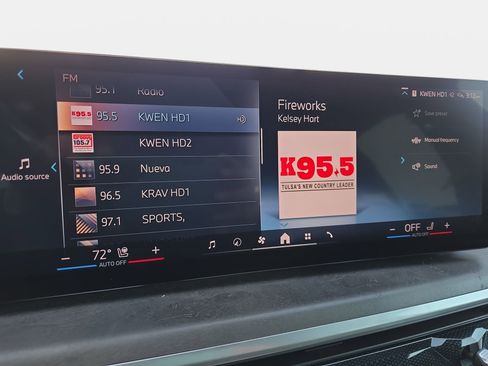 FM
95.1 Radio
K95.5
95.5 KWEN HD1
105.7
KWEN HD2
95.9 Nueva
96.5 KRAV HD1
97.1 SPORTS,
Audio source
Fireworks
Kelsey Hart
K95.5
TULSA'S NEW COUNTRY LEADER
KWEN HD1
Save preset
Manual frequency
Sound
− 72° +
AUTO OFF
− OFF +
AUTO OFF